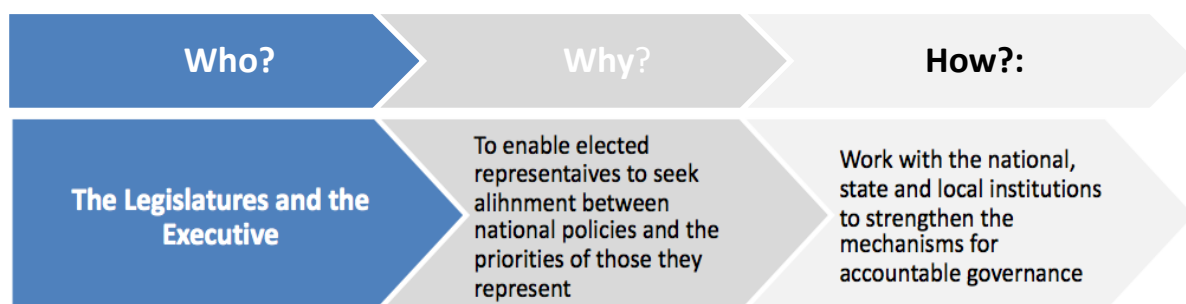 Who?
Why?
How?:
The Legislatures and the
Executive
To enable elected
representaives to seek
alihnment between
national policies and the
priorities of those they
represent
Work with the national,
state and local institutions
to strengthen the
mechanisms for
accountable governance